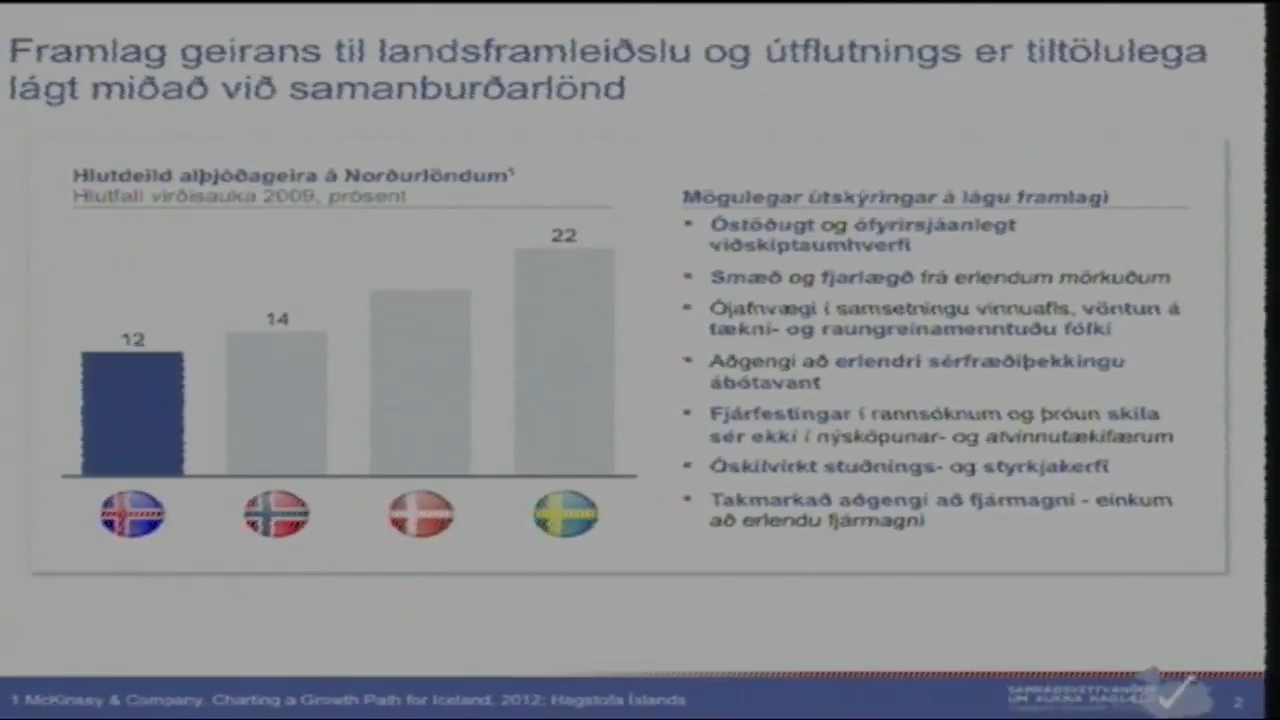 Framlag geirans til landsframleiðslu og útflutnings er tiltölulega
lágt miðað við samanburðarlönd
Hlutdeild alþjóðageira á Norðurlöndum¹
Hlutfall virðisauka 2009, prósent
12
14
22
Mögulegar útskýringar á lágu framlagi
• Óstöðugt og ófyrirsjáanlegt
viðskiptaumhverfi
• Smæð og fjarlægð frá erlendum mörkuðum
• Ójafnvægi í samsetningu vinnuafls, vöntun á
tækni- og raungreinamenntuðu fólki
• Aðgengi að erlendri sérfræðiþekkingu
ábótavant
• Fjárfestingar í rannsóknum og þróun skila
sér ekki í nýsköpunar- og atvinnutækifærum
• Óskilvirkt stuðnings- og styrkjakerfi
• Takmarkað aðgengi að fjármagni - einkum
að erlendu fjármagni
1 McKinsey & Company. Charting a Growth Path for Iceland, 2012; Hagstofa Íslands
UM AUKNA
2